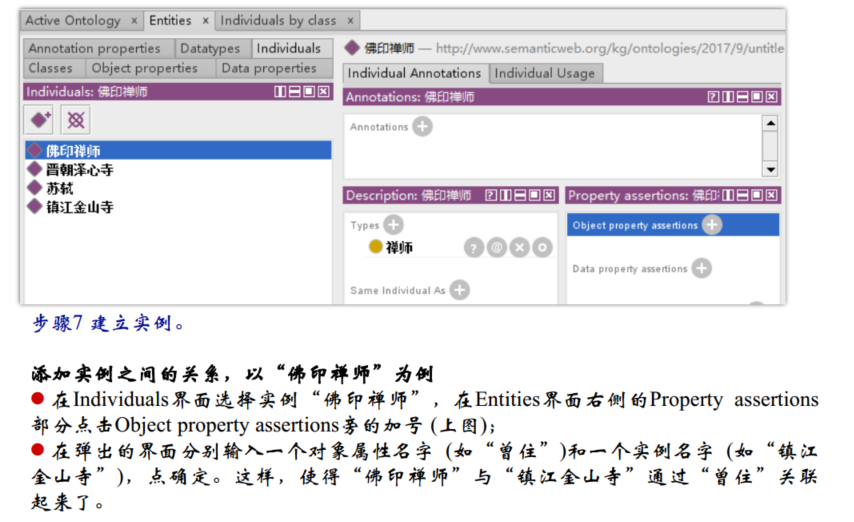 Active Ontology × Entities × Individuals by class ×
Annotation properties Datatypes Individuals
Classes Object properties Data properties
Individuals: 佛印禅师
佛印禅师
晋朝泽心寺
苏轼
镇江金山寺
佛印禅师 — http://www.semanticweb.org/kg/ontologies/2017/9/untitle
Individual Annotations Individual Usage
Annotations: 佛印禅师
Annotations
Description: 佛印禅师
Types
禅师
Same Individual As
Property assertions: 佛印
Object property assertions
Data property assertions
步骤7 建立实例。
添加实例之间的关系，以“佛印禅师”为例
● 在Individuals界面选择实例“佛印禅师”，在Entities界面右侧的Property assertions
部分点击Object property assertions旁的加号 (上图)；
● 在弹出的界面分别输入一个对象属性名字 (如“曾住”)和一个实例名字 (如“镇江
金山寺”)，点确定。这样，使得“佛印禅师”与“镇江金山寺”通过“曾住”关联
起来了。